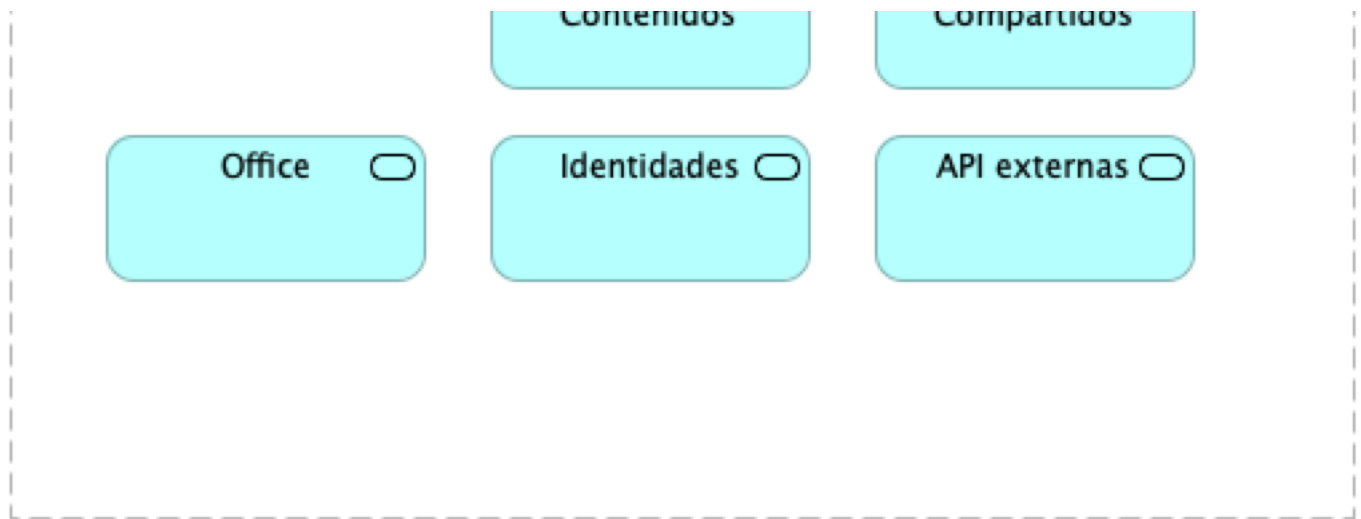 Contenidos
Compartidos
Office
Identidades
API externas